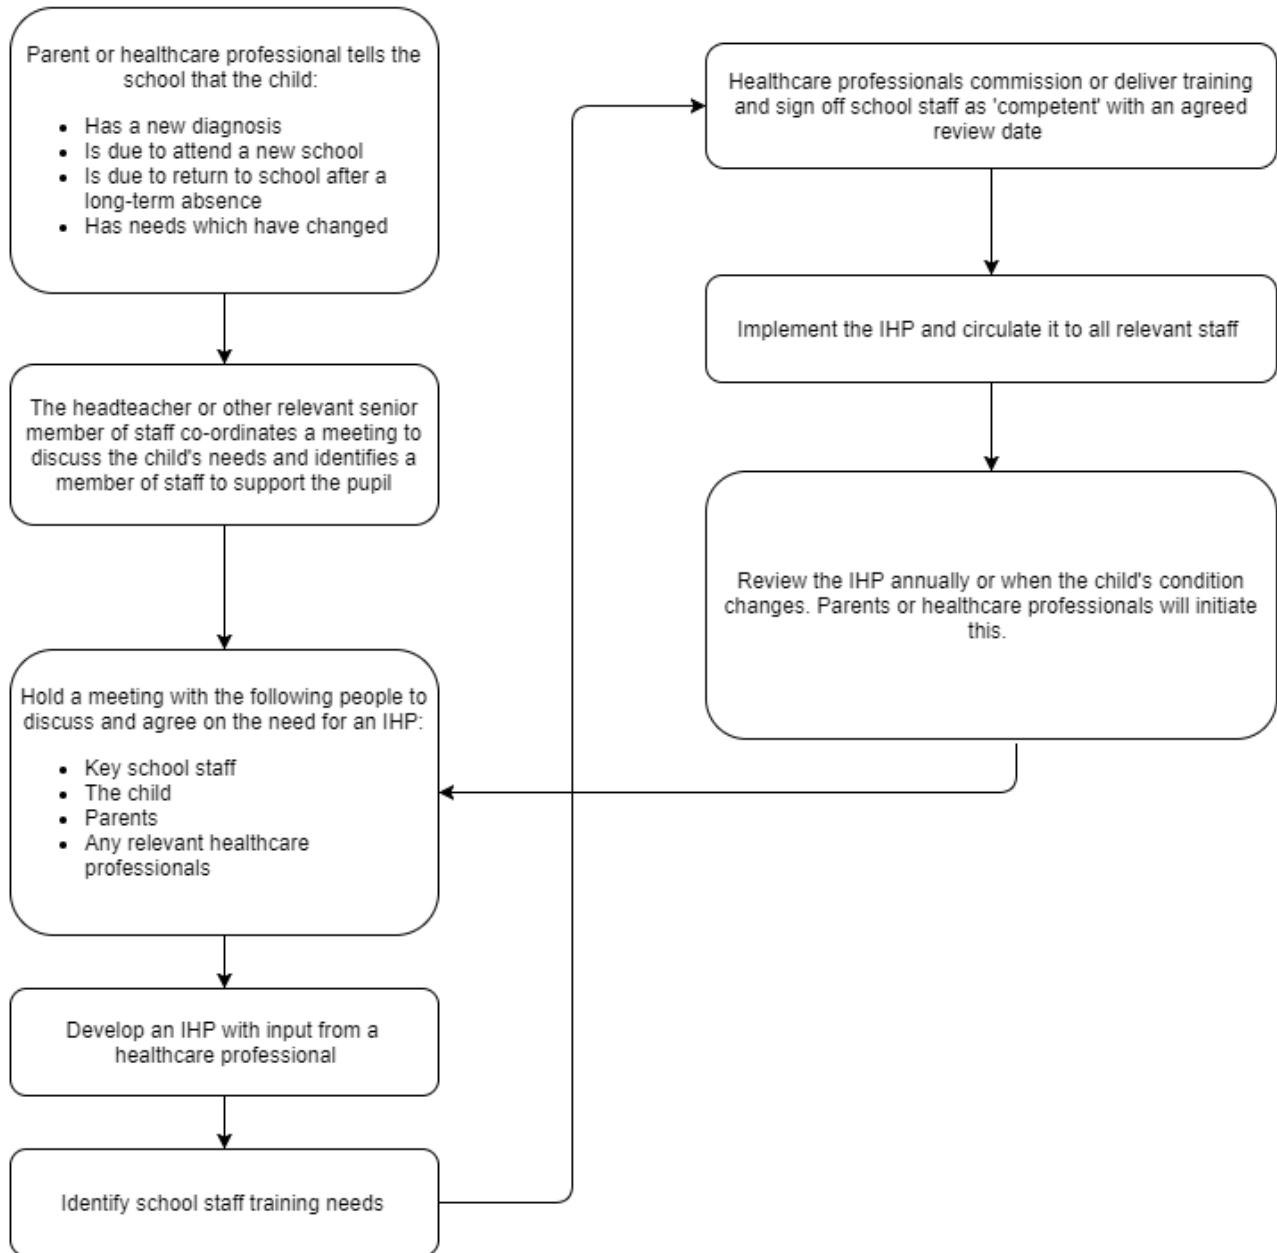 Parent or healthcare professional tells the
school that the child:
• Has a new diagnosis
• Is due to attend a new school
• Is due to return to school after a
long-term absence
• Has needs which have changed
The headteacher or other relevant senior
member of staff co-ordinates a meeting to
discuss the child's needs and identifies a
member of staff to support the pupil
Hold a meeting with the following people to
discuss and agree on the need for an IHP:
• Key school staff
• The child
• Parents
• Any relevant healthcare
professionals
Develop an IHP with input from a
healthcare professional
Identify school staff training needs
Healthcare professionals commission or deliver training
and sign off school staff as 'competent' with an agreed
review date
Implement the IHP and circulate it to all relevant staff
Review the IHP annually or when the child's condition
changes. Parents or healthcare professionals will initiate
this.